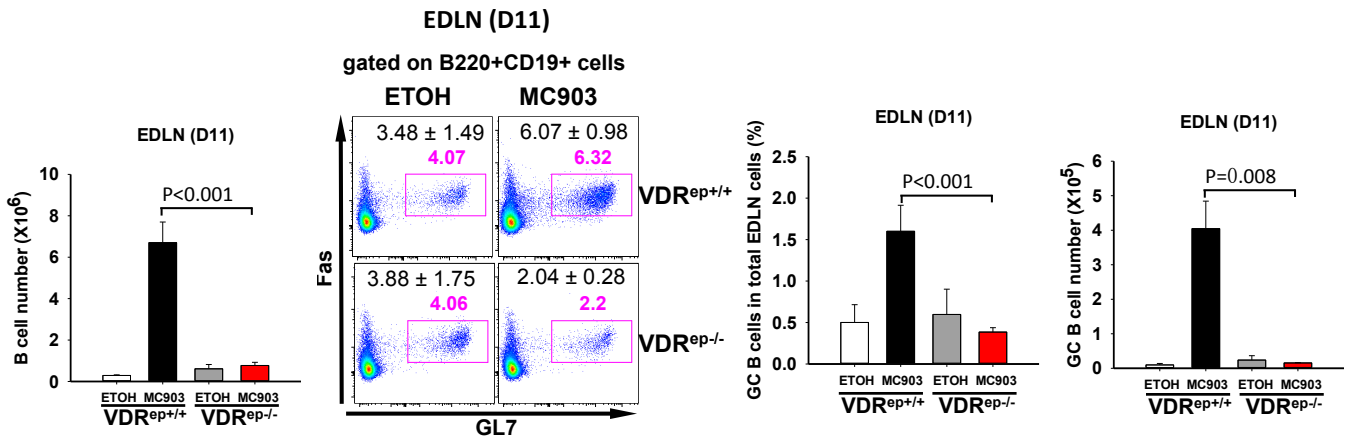 EDLN (D11)
B cell number (X10⁶)
10
8
6
4
2
0
P<0.001
ETOH MC903 ETOH MC903
VDRᵉᵖ⁺/⁺ VDRᵉᵖ⁻/⁻
EDLN (D11)
gated on B220+CD19+ cells
ETOH MC903
3.48 ± 1.49 6.07 ± 0.98
4.07 6.32
VDRᵉᵖ⁺/⁺
3.88 ± 1.75 2.04 ± 0.28
4.06 2.2
VDRᵉᵖ⁻/⁻
Fas
GL7
EDLN (D11)
GC B cells in total EDLN cells (%)
2.5
2.0
1.5
1.0
0.5
0.0
P<0.001
ETOH MC903 ETOH MC903
VDRᵉᵖ⁺/⁺ VDRᵉᵖ⁻/⁻
EDLN (D11)
GC B cell number (X10⁵)
6
5
4
3
2
1
0
P=0.008
ETOH MC903 ETOH MC903
VDRᵉᵖ⁺/⁺ VDRᵉᵖ⁻/⁻